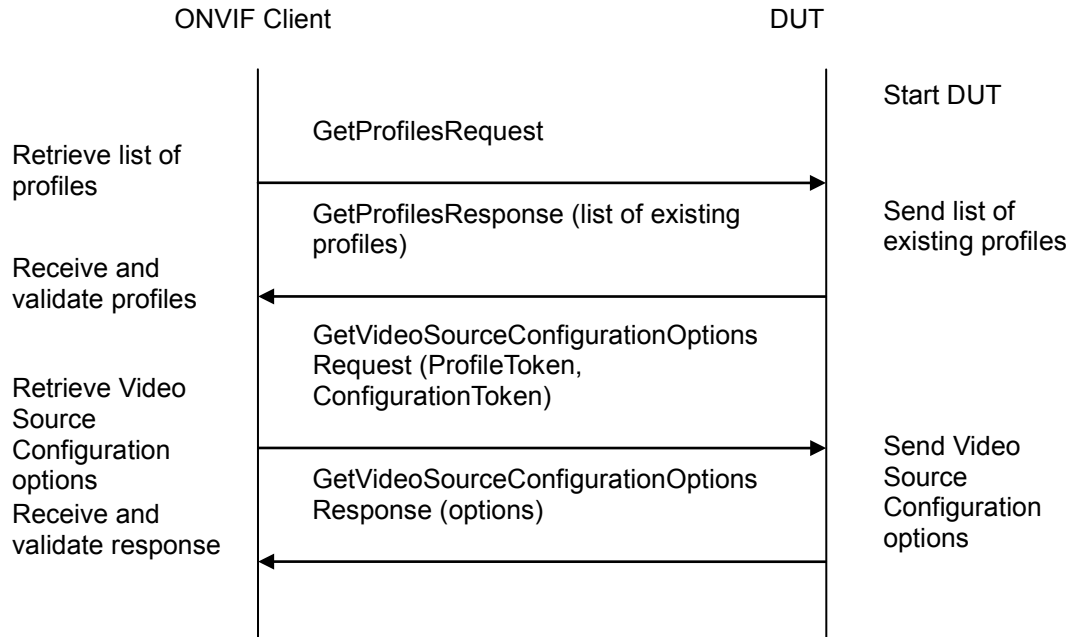 ONVIF Client
DUT
Start DUT
GetProfilesRequest
Retrieve list of
profiles
GetProfilesResponse (list of existing
profiles)
Send list of
existing profiles
Receive and
validate profiles
GetVideoSourceConfigurationOptions
Request (ProfileToken,
ConfigurationToken)
Retrieve Video
Source
Configuration
options
Send Video
Source
Configuration
options
GetVideoSourceConfigurationOptions
Response (options)
Receive and
validate response